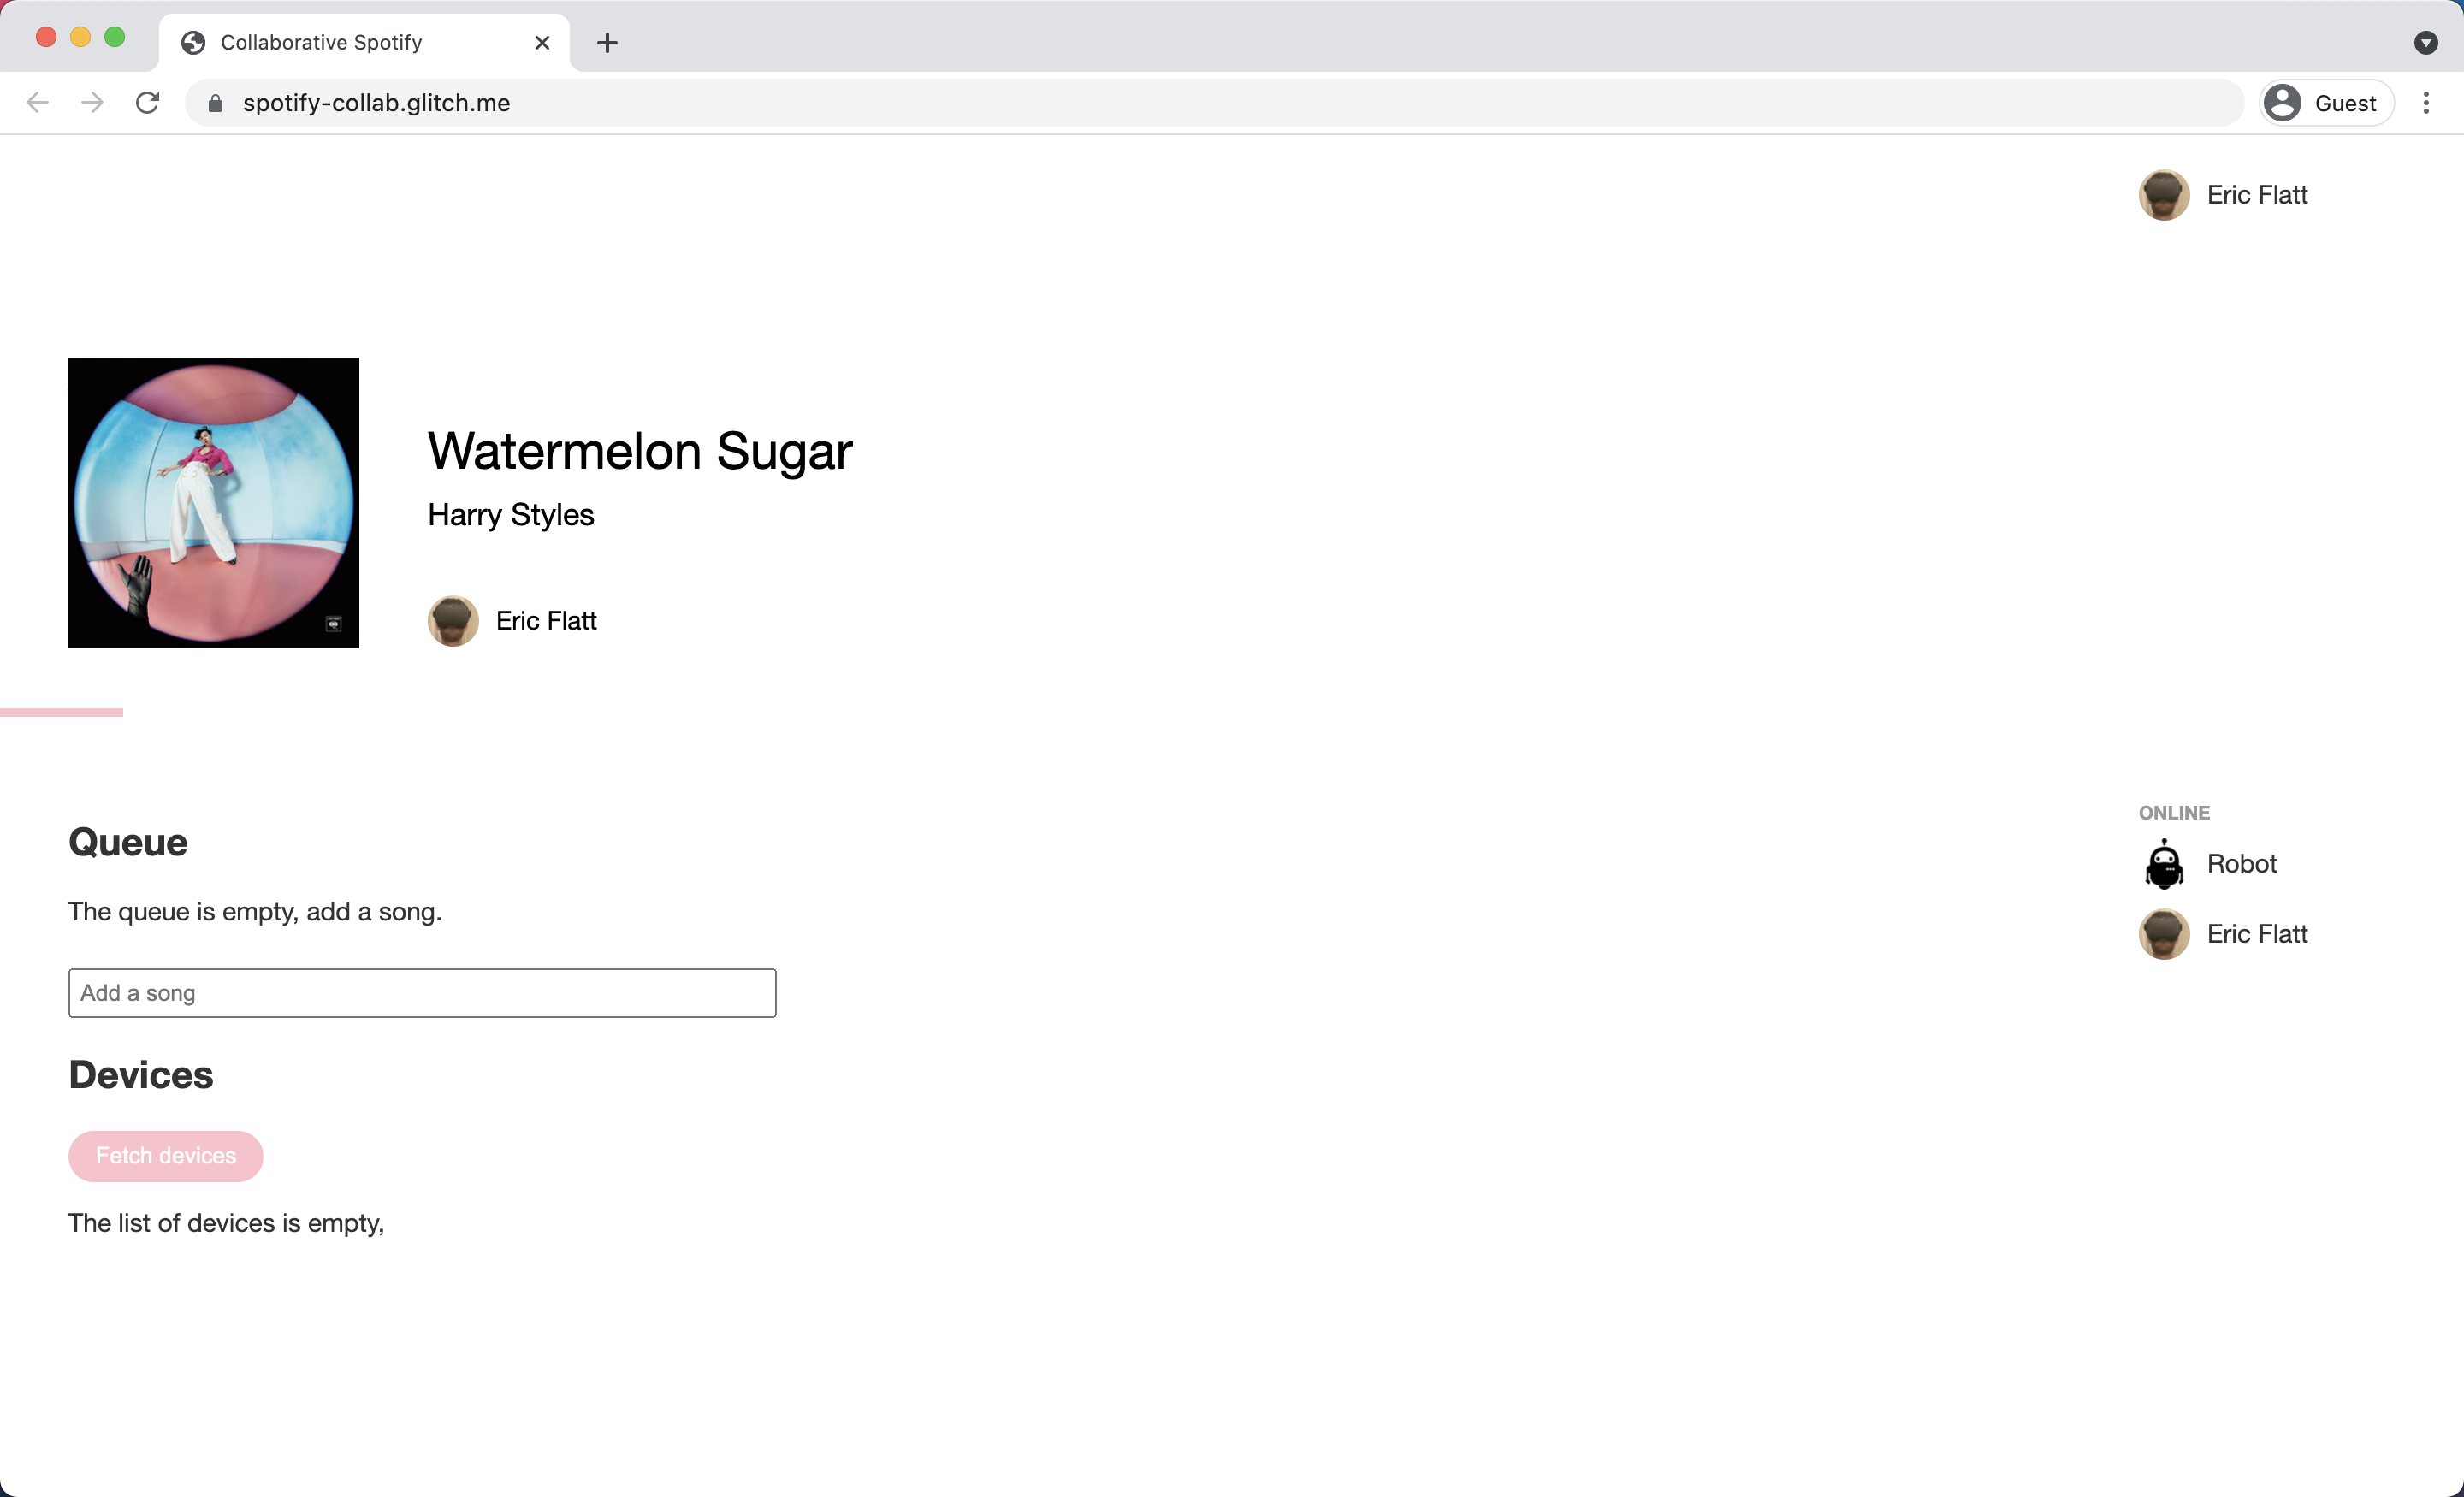 Collaborative Spotify
spotify-collab.glitch.me
Guest
Eric Flatt
Watermelon Sugar
Harry Styles
Eric Flatt
Queue
The queue is empty, add a song.
Add a song
Devices
Fetch devices
The list of devices is empty,
ONLINE
Robot
Eric Flatt